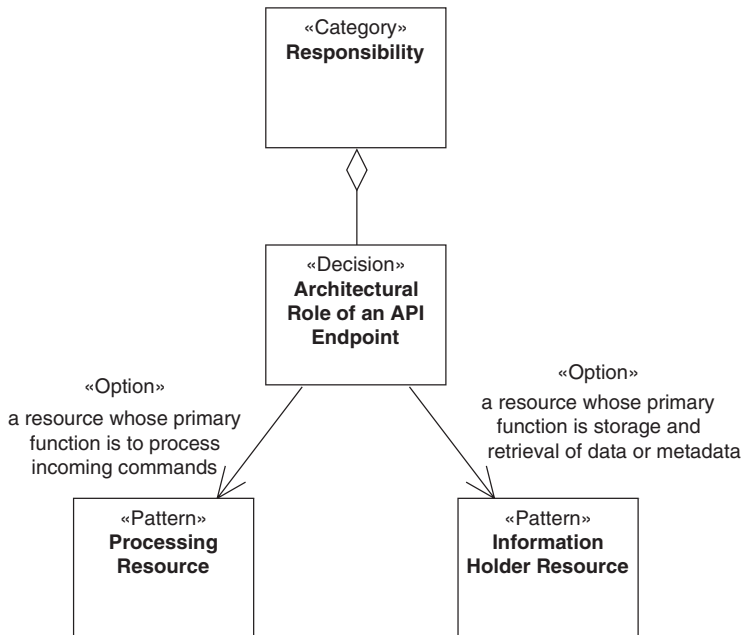 «Category»
Responsibility
«Decision»
Architectural
Role of an API
Endpoint
«Option»
a resource whose primary
function is to process
incoming commands
«Option»
a resource whose primary
function is storage and
retrieval of data or metadata
«Pattern»
Processing
Resource
«Pattern»
Information
Holder Resource